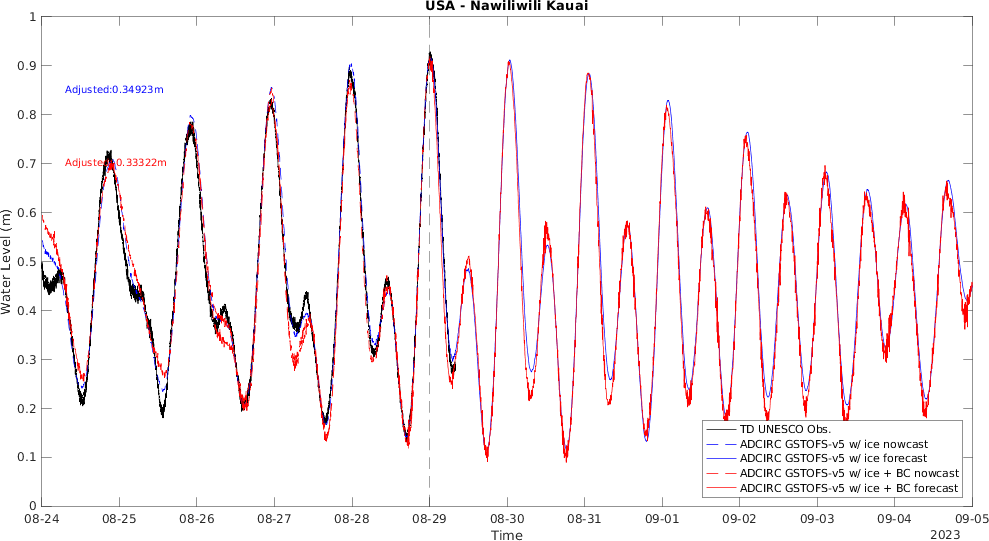 USA - Nawiliwili Kauai
1
0.9
0.8
0.7
0.6
0.5
0.4
0.3
0.2
0.1
0
Water Level (m)
Adjusted:0.34923m
Adjusted:0.33322m
TD UNESCO Obs.
ADCIRC GSTOFS-v5 w/ ice nowcast
ADCIRC GSTOFS-v5 w/ ice forecast
ADCIRC GSTOFS-v5 w/ ice + BC nowcast
ADCIRC GSTOFS-v5 w/ ice + BC forecast
08-24 08-25 08-26 08-27 08-28 08-29 08-30 08-31 09-01 09-02 09-03 09-04 09-05
Time
2023